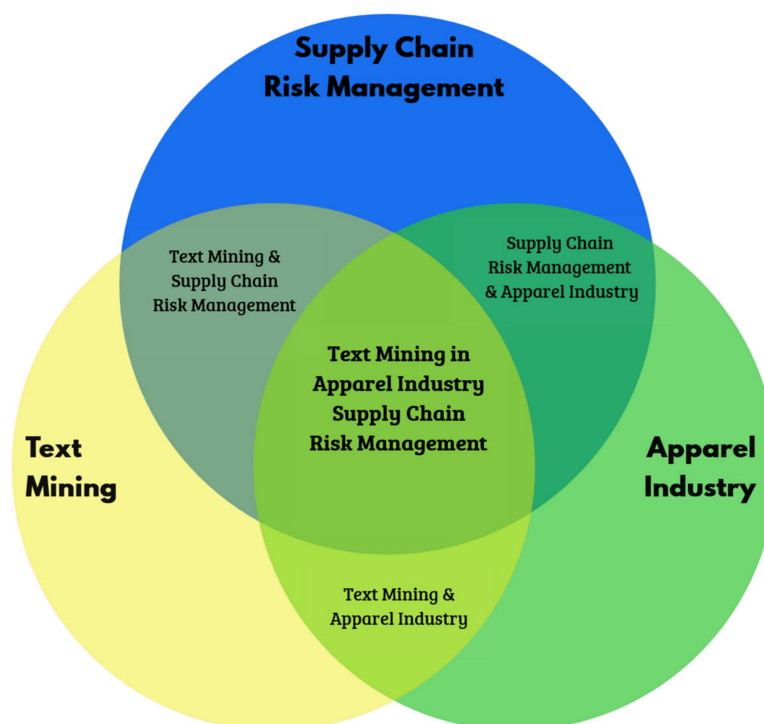 Supply Chain
Risk Management
Text Mining &
Supply Chain
Risk Management
Supply Chain
Risk Management
& Apparel Industry
Text Mining in
Apparel Industry
Supply Chain
Risk Management
Text
Mining
Apparel
Industry
Text Mining &
Apparel Industry